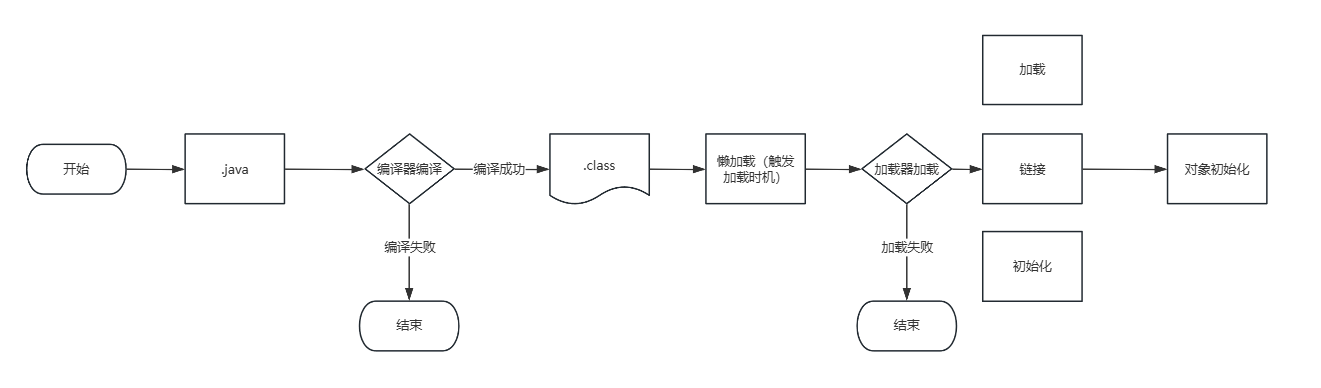 开始
.java
编译器编译
编译成功
.class
懒加载（触发
加载时机）
加载器加载
加载
链接
初始化
对象初始化
编译失败
结束
加载失败
结束